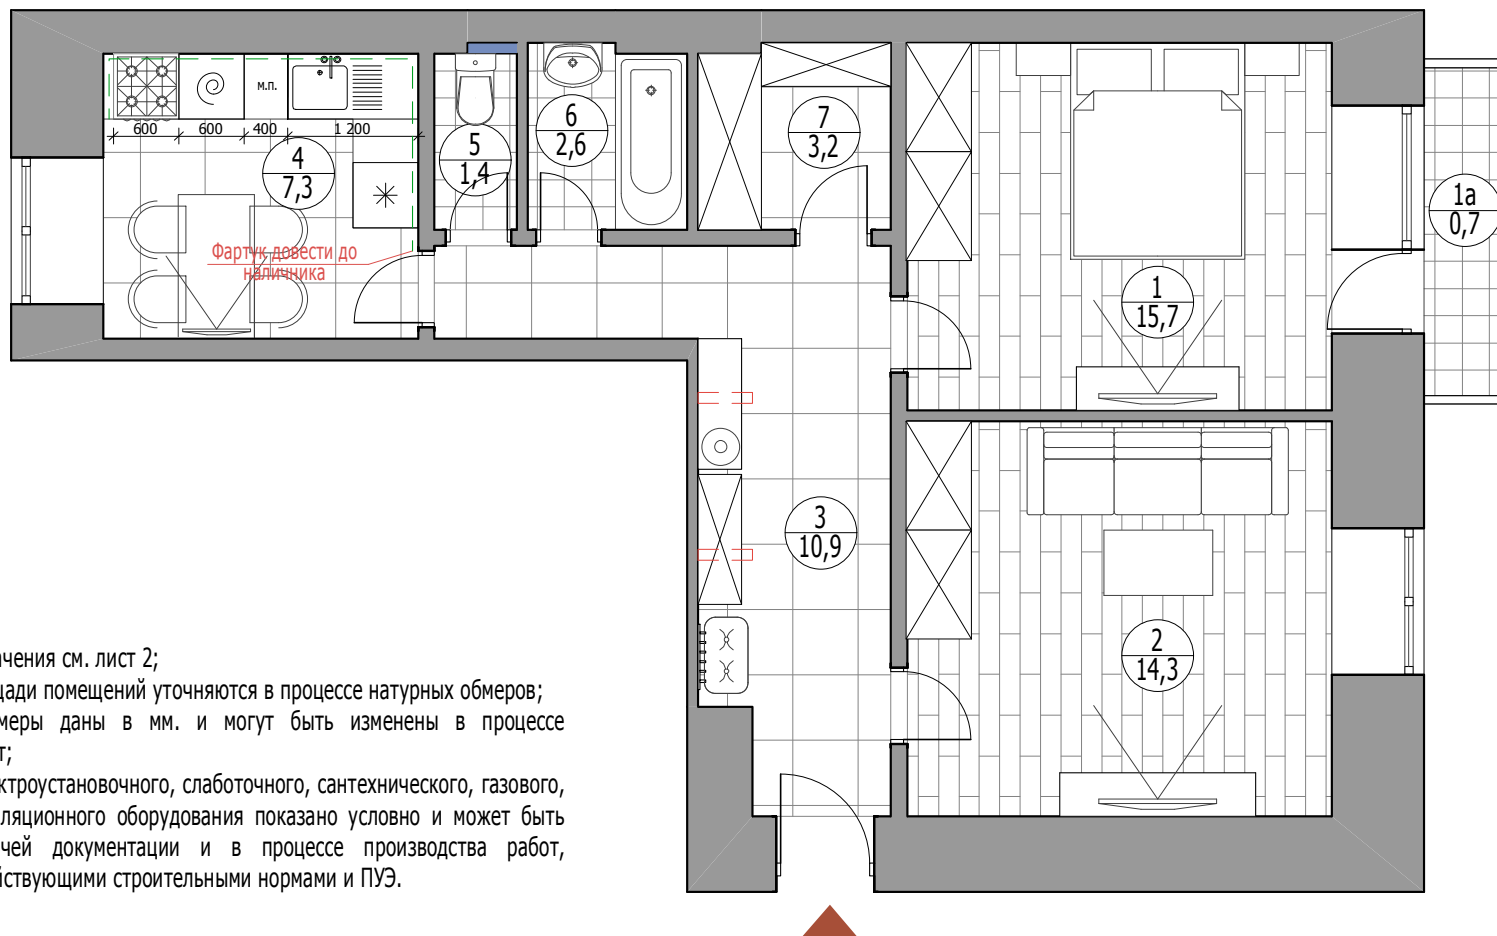 м.п.
600
600
400
1 200
4
7,3
5
1,4
6
2,6
7
3,2
1
15,7
1а
0,7
Фартук довести до
наличника
3
10,9
2
14,3
ачения см. лист 2;
щади помещений уточняются в процессе натурных обмеров;
меры даны в мм. и могут быть изменены в процессе
т;
ктроустановочного, слаботочного, сантехнического, газового,
ляционного оборудования показано условно и может быть
чей документации и в процессе производства работ,
йствующими строительными нормами и ПУЭ.